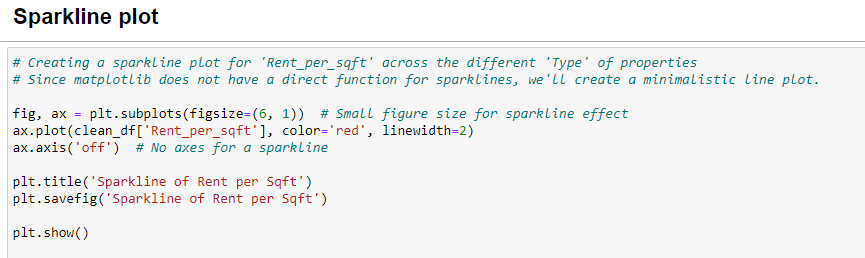 Sparkline plot
# Creating a sparkline plot for 'Rent_per_sqft' across the different 'Type' of properties
# Since matplotlib does not have a direct function for sparklines, we'll create a minimalistic line plot.
fig, ax = plt.subplots(figsize=(6, 1))  # Small figure size for sparkline effect
ax.plot(clean_df['Rent_per_sqft'], color='red', linewidth=2)
ax.axis('off')  # No axes for a sparkline
plt.title('Sparkline of Rent per Sqft')
plt.savefig('Sparkline of Rent per Sqft')
plt.show()